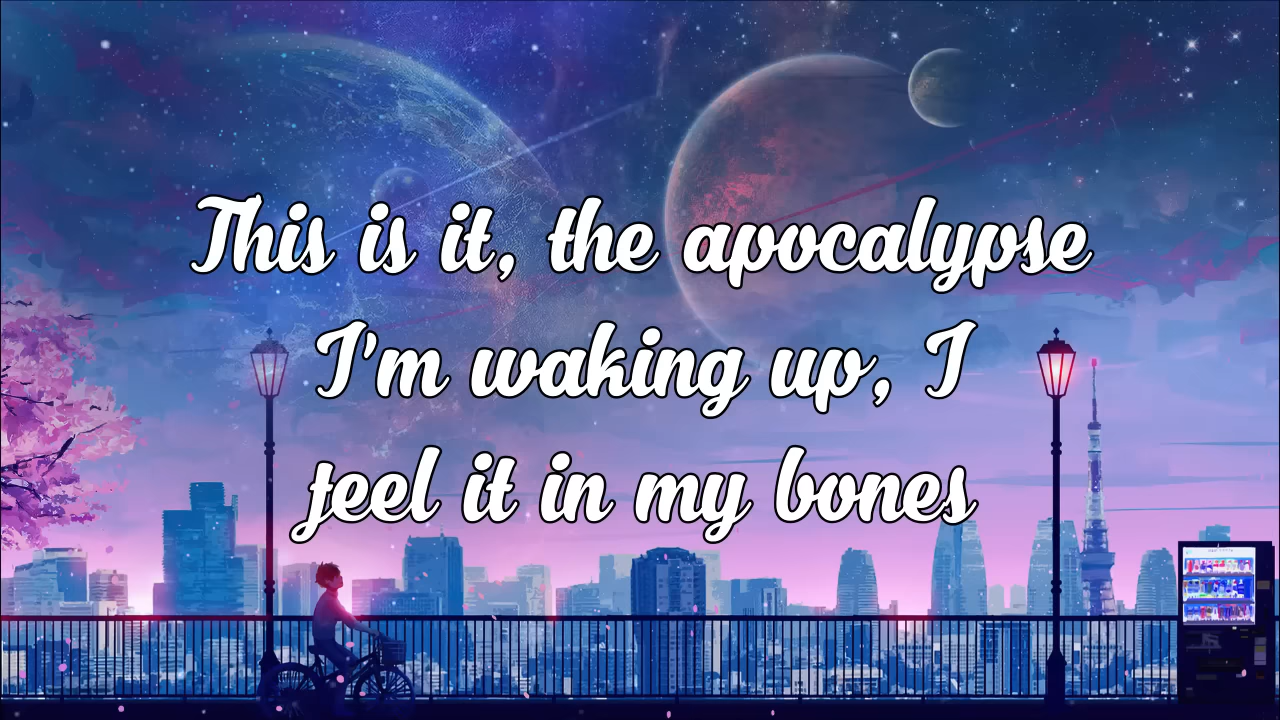 This is it, the apocalypse
I'm waking up, I
feel it in my bones